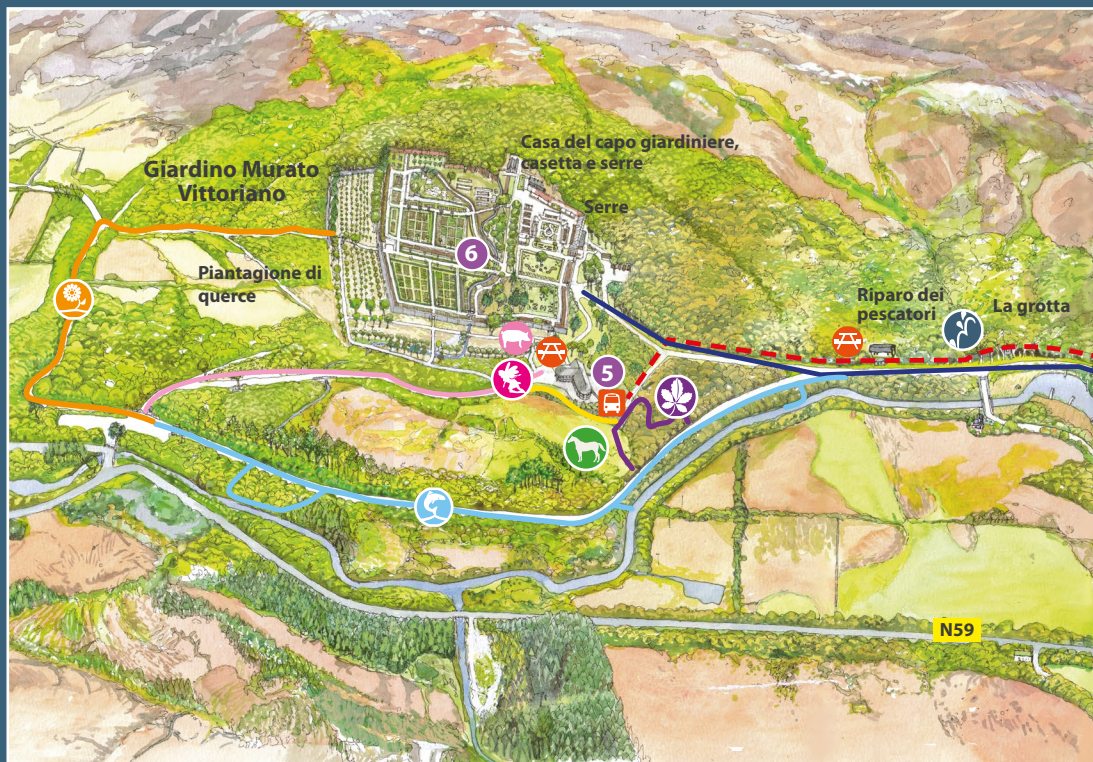 Casa del capo giardiniere,
casetta e serre
Giardino Murato
Vittoriano
Serre
6
Piantagione di
querce
Riparo dei
pescatori
La grotta
5
N59